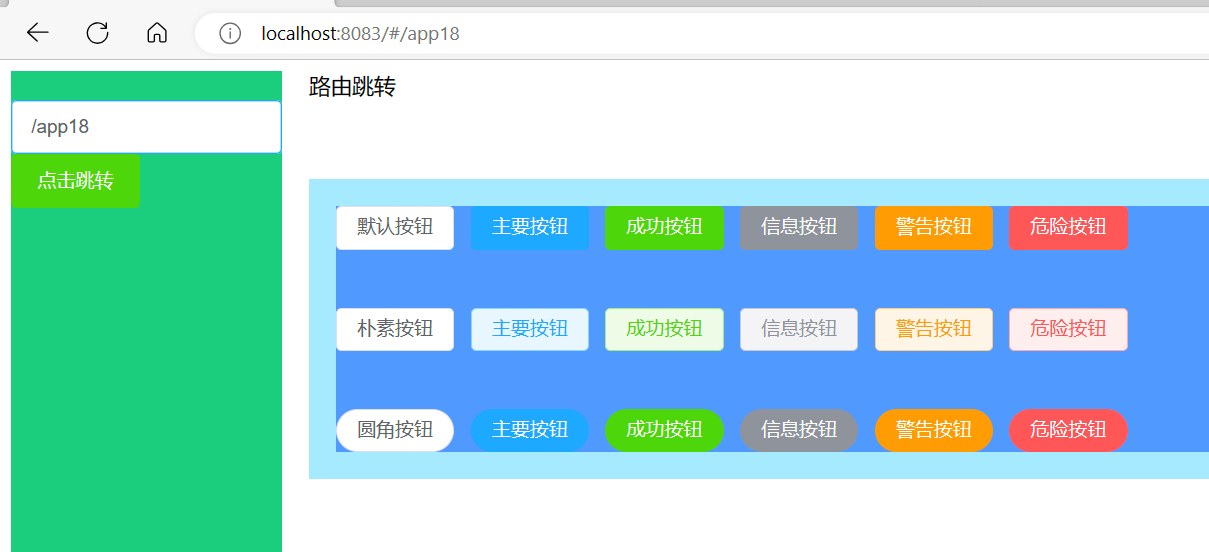 localhost:8083/#/app18
路由跳转
/app18
点击跳转
默认按钮 主要按钮 成功按钮 信息按钮 警告按钮 危险按钮
朴素按钮 主要按钮 成功按钮 信息按钮 警告按钮 危险按钮
圆角按钮 主要按钮 成功按钮 信息按钮 警告按钮 危险按钮